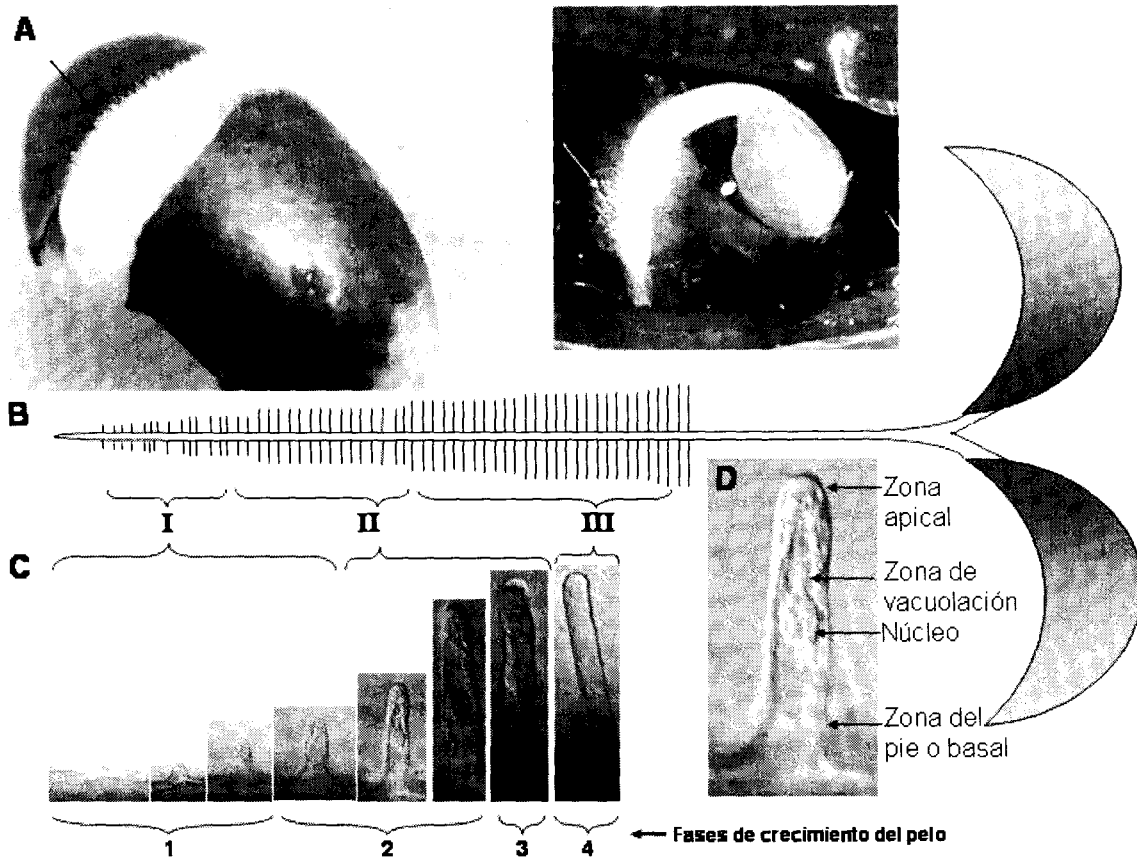 A
B
I
II
III
C
D
Zona
apical
Zona de
vacuolación
Núcleo
Zona del
pie o basal
1
2
3
4
Fases de crecimiento del pelo